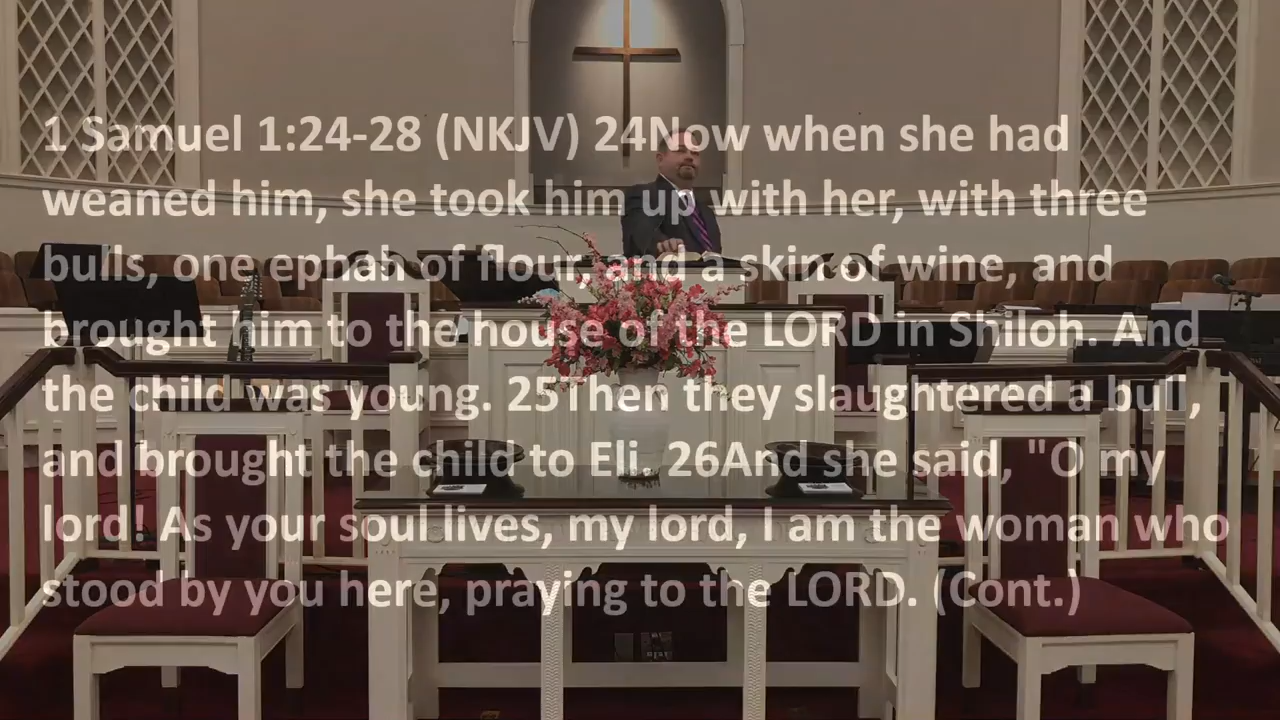 1 Samuel 1:24-28 (NKJV) 24Now when she had
weaned him, she took him up with her, with three
bulls, one ephah of flour, and a skin of wine, and
brought him to the house of the LORD in Shiloh. And
the child was young. 25Then they slaughtered a bull,
and brought the child to Eli. 26And she said, "O my
lord! As your soul lives, my lord, I am the woman who
stood by you here, praying to the LORD. (Cont.)